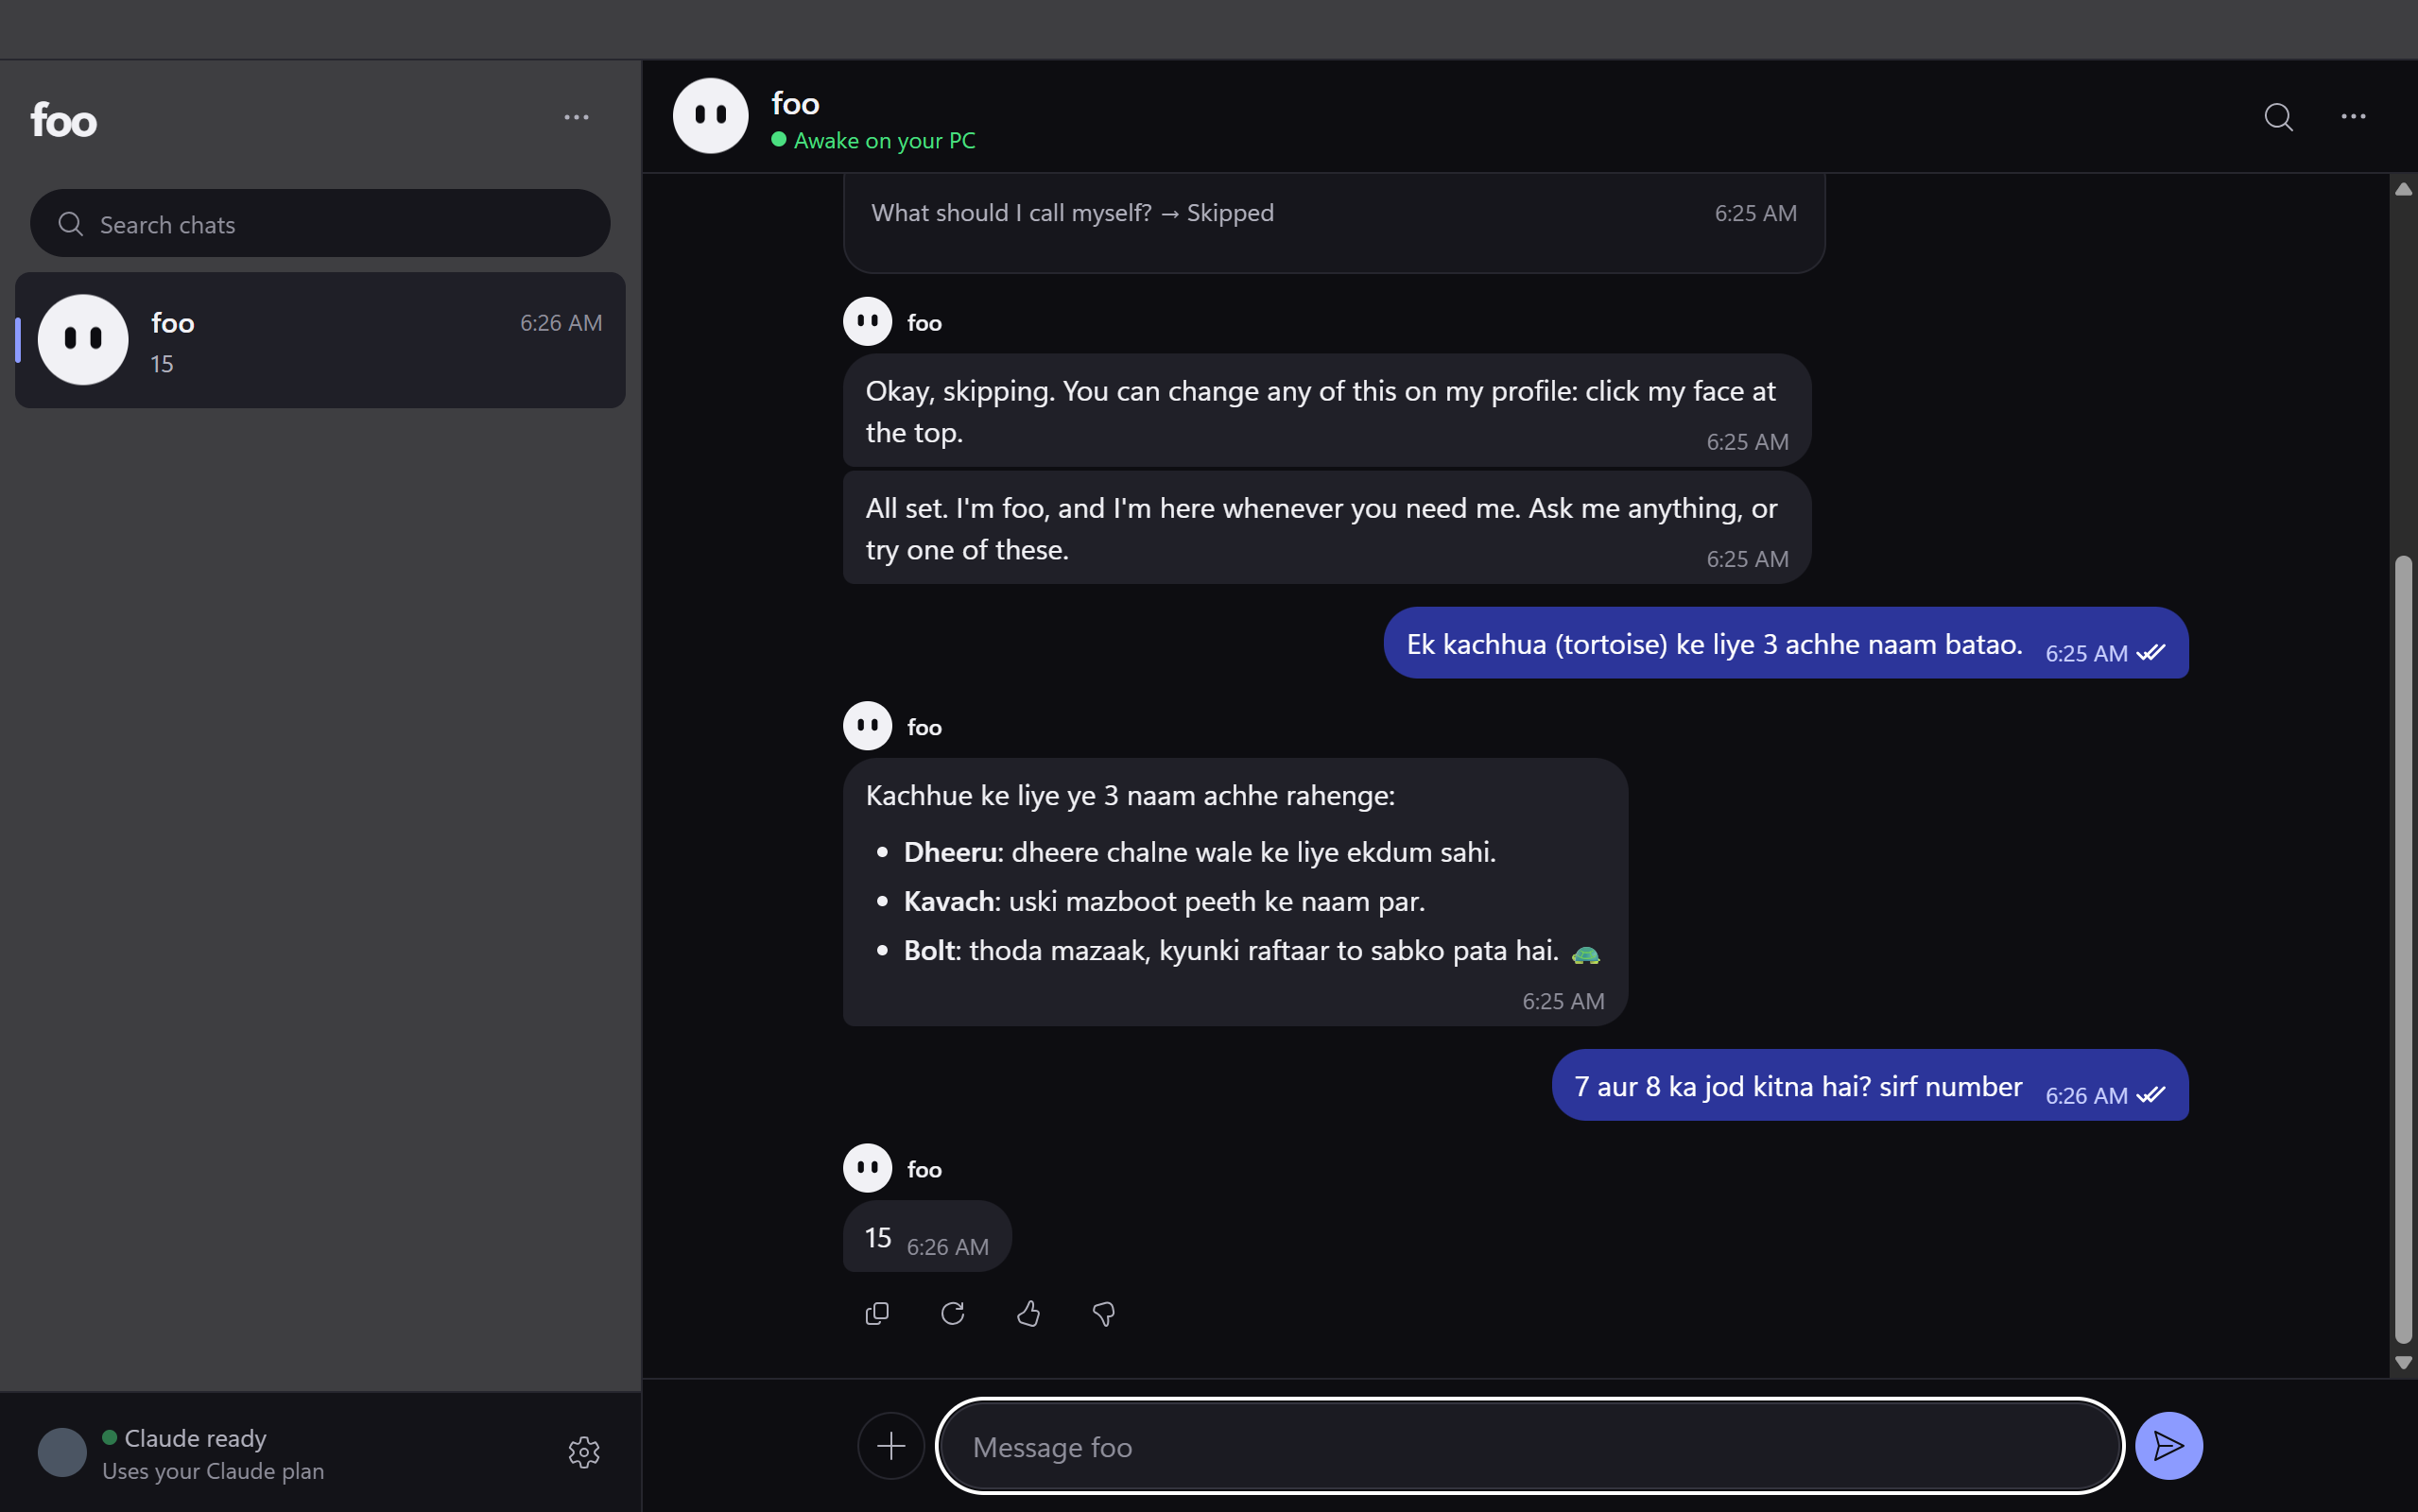 foo
Search chats
foo
6:26 AM
15
Claude ready
Uses your Claude plan
foo
Awake on your PC
What should I call myself? → Skipped
6:25 AM
foo
Okay, skipping. You can change any of this on my profile: click my face at
the top.
6:25 AM
All set. I'm foo, and I'm here whenever you need me. Ask me anything, or
try one of these.
6:25 AM
Ek kachhua (tortoise) ke liye 3 achhe naam batao.
6:25 AM
foo
Kachhue ke liye ye 3 naam achhe rahenge:
• Dheeru: dheere chalne wale ke liye ekdum sahi.
• Kavach: uski mazboot peeth ke naam par.
• Bolt: thoda mazaak, kyunki raftaar to sabko pata hai. 🐢
6:25 AM
7 aur 8 ka jod kitna hai? sirf number
6:26 AM
foo
15
6:26 AM
Message foo